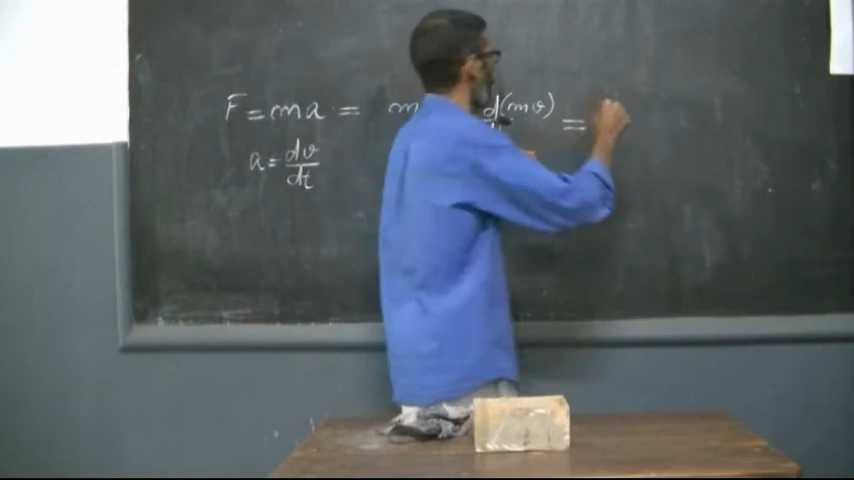 F = ma = m d(mv) =
a = dv/dt